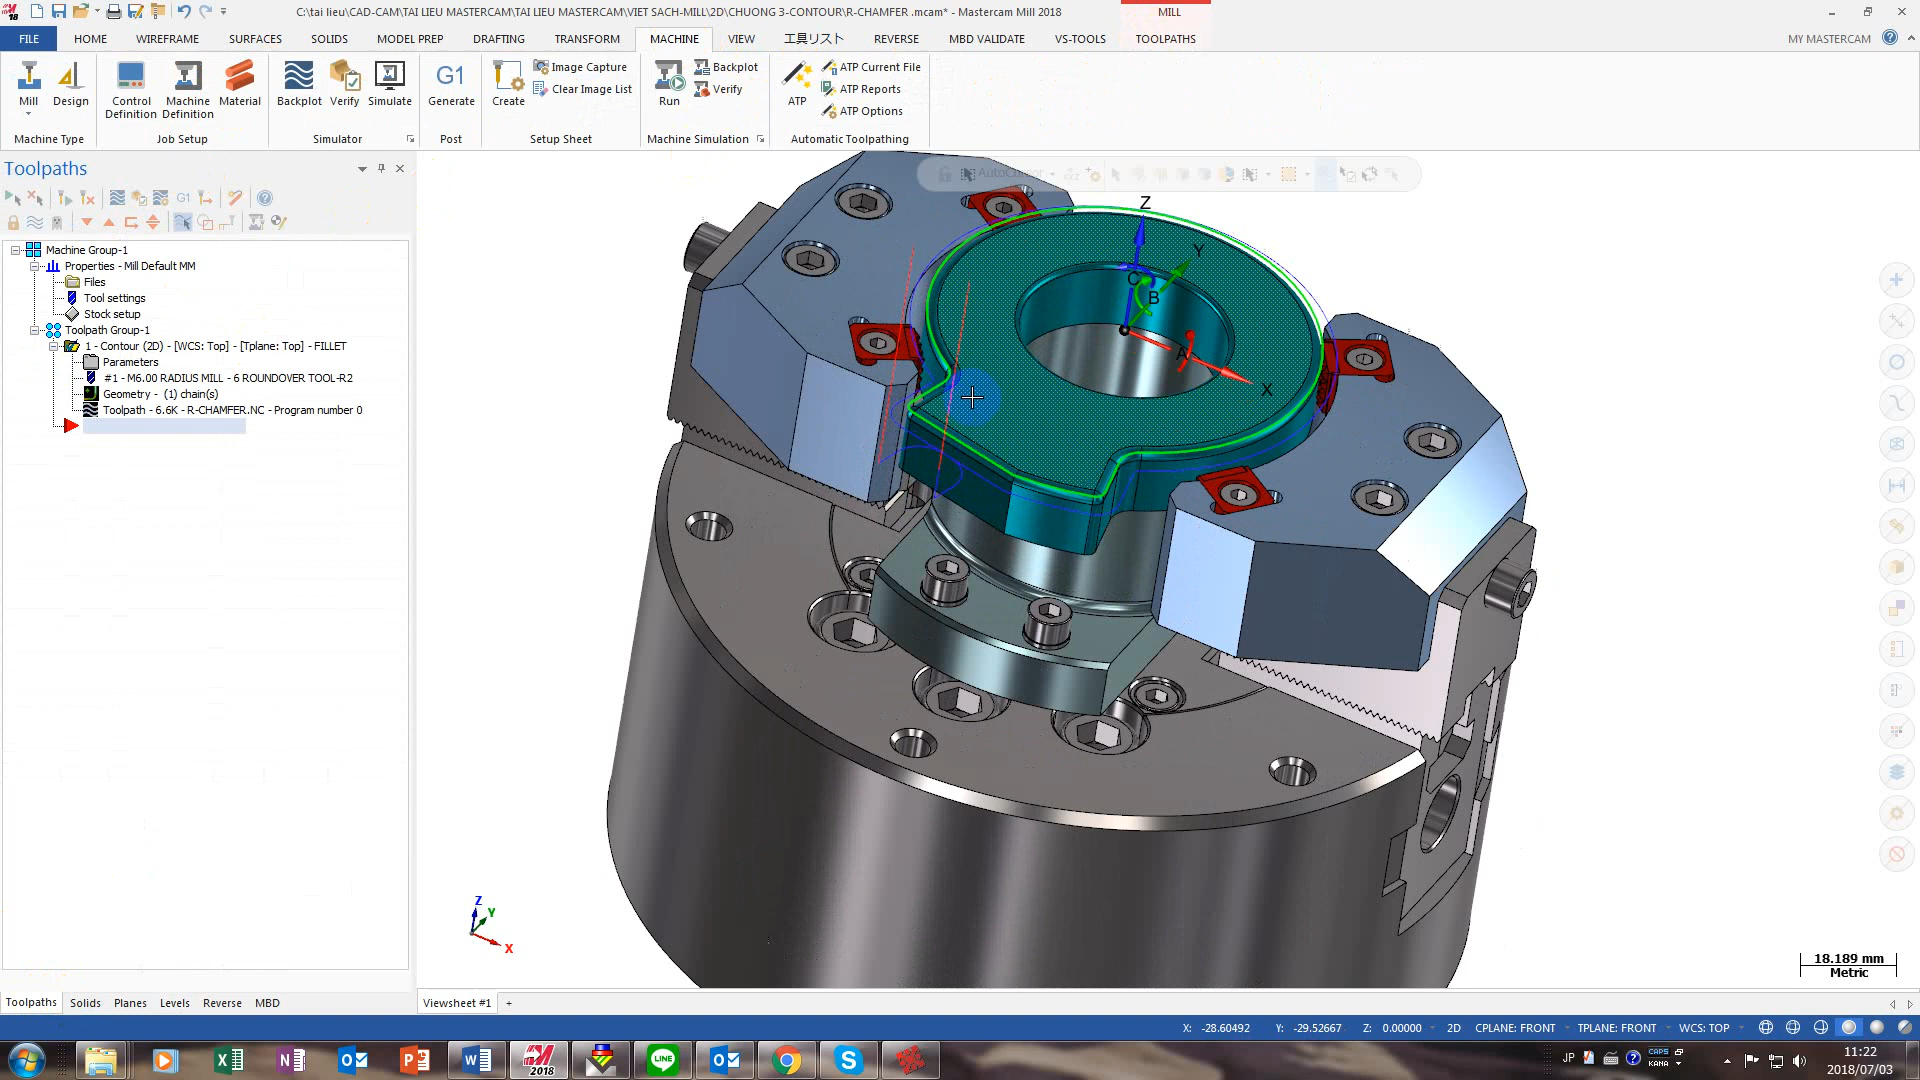 C:\tai lieu\CAD-CAM\TAI LIEU MASTERCAM\TAI LIEU MASTERCAM\VIET SACH-MILL\2D\CHUONG 3-CONTOUR\R-CHAMFER .mcam* - Mastercam Mill 2018
MILL
FILE HOME WIREFRAME SURFACES SOLIDS MODEL PREP DRAFTING TRANSFORM MACHINE VIEW 工具リスト REVERSE MBD VALIDATE VS-TOOLS TOOLPATHS MY MASTERCAM
Mill Design
Machine Type
Control Definition
Machine Definition
Material
Job Setup
Backplot Verify Simulate
Simulator
G1
Generate
Post
Create
Image Capture
Clear Image List
Setup Sheet
Run
Backplot
Verify
Machine Simulation
ATP
ATP Current File
ATP Reports
ATP Options
Automatic Toolpathing
Toolpaths
G1
Machine Group-1
Properties - Mill Default MM
Files
Tool settings
Stock setup
Toolpath Group-1
1 - Contour (2D) - [WCS: Top] - [Tplane: Top] - FILLET
Parameters
#1 - M6.00 RADIUS MILL - 6 ROUNDOVER TOOL-R2
Geometry - (1) chain(s)
Toolpath - 6.6K - R-CHAMFER.NC - Program number 0
AutoCursor
Z
Y
C
B
A
X
Z
Y
X
18.189 mm
Metric
Toolpaths Solids Planes Levels Reverse MBD
Viewsheet #1 +
X: -28.60492 Y: -29.52667 Z: 0.00000 2D CPLANE: FRONT TPLANE: FRONT WCS: TOP
2018
LINE
JP
CAPS
KANA
11:22
2018/07/03